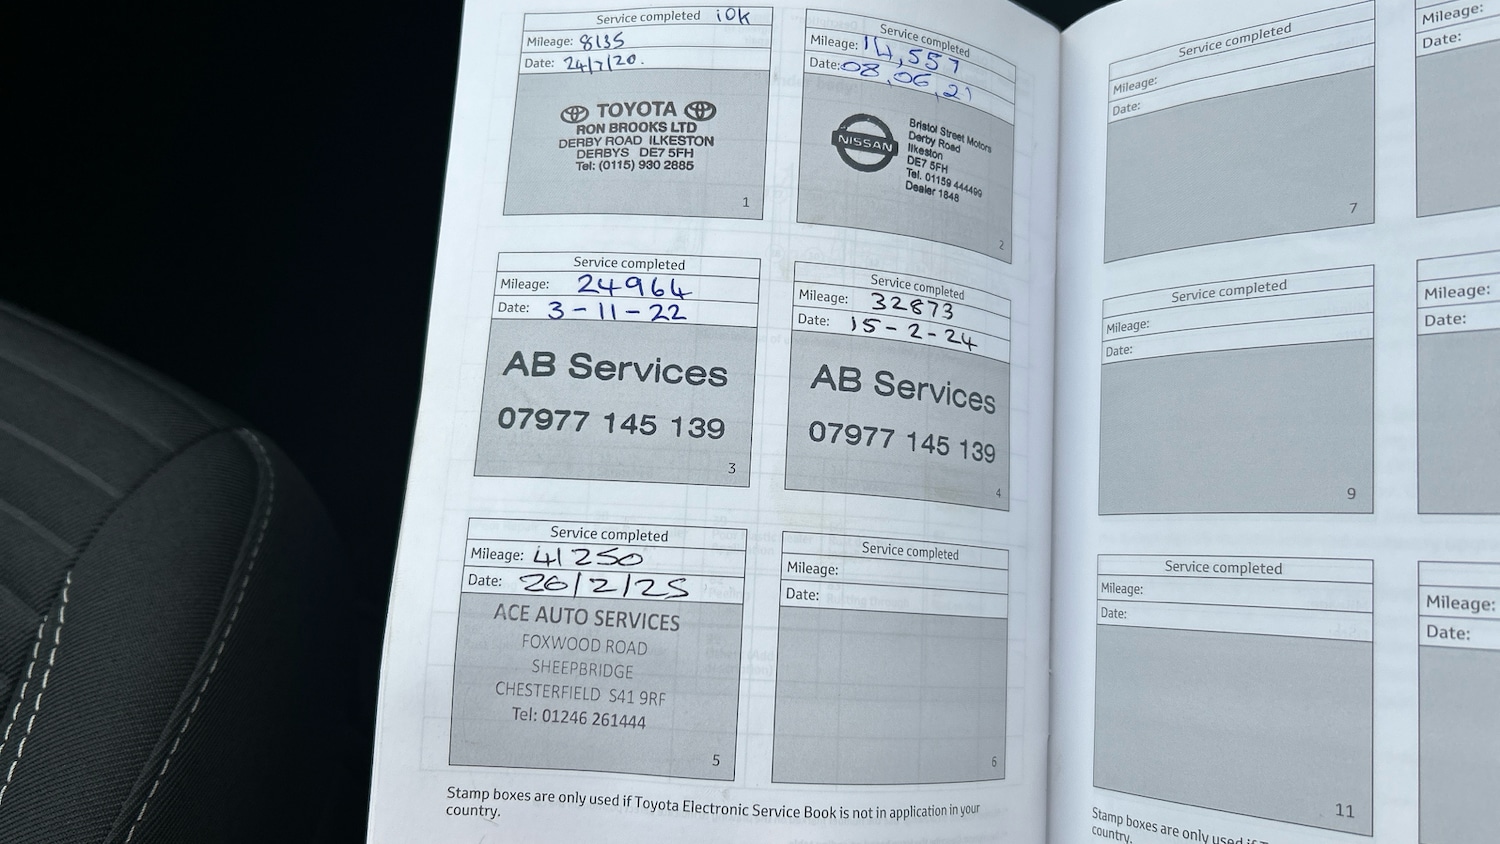 Service completed 10k
Mileage: 8135
Date: 24/7/20.
TOYOTA
RON BROOKS LTD
DERBY ROAD ILKESTON
DERBYS DE7 5FH
Tel: (0115) 930 2885
1
Service completed
Mileage: 14,557
Date: 08.06.21
NISSAN
Bristol Street Motors
Derby Road
Ilkeston
DE7 5FH
Tel. 01159 444499
Dealer 1848
2
Service completed
Mileage: 24964
Date: 3-11-22
AB Services
07977 145 139
3
Service completed
Mileage: 32873
Date: 15-2-24
AB Services
07977 145 139
4
Service completed
Mileage: 41250
Date: 26/2/25
ACE AUTO SERVICES
FOXWOOD ROAD
SHEEPBRIDGE
CHESTERFIELD S41 9RF
Tel: 01246 261444
5
Service completed
Mileage:
Date:
6
Stamp boxes are only used if Toyota Electronic Service Book is not in application in your
country.
Service completed
Mileage:
Date:
7
Mileage:
Date:
Service completed
Mileage:
Date:
9
Mileage:
Date:
Service completed
Mileage:
Date:
11
Mileage:
Date:
Stamp boxes are only used if
country.